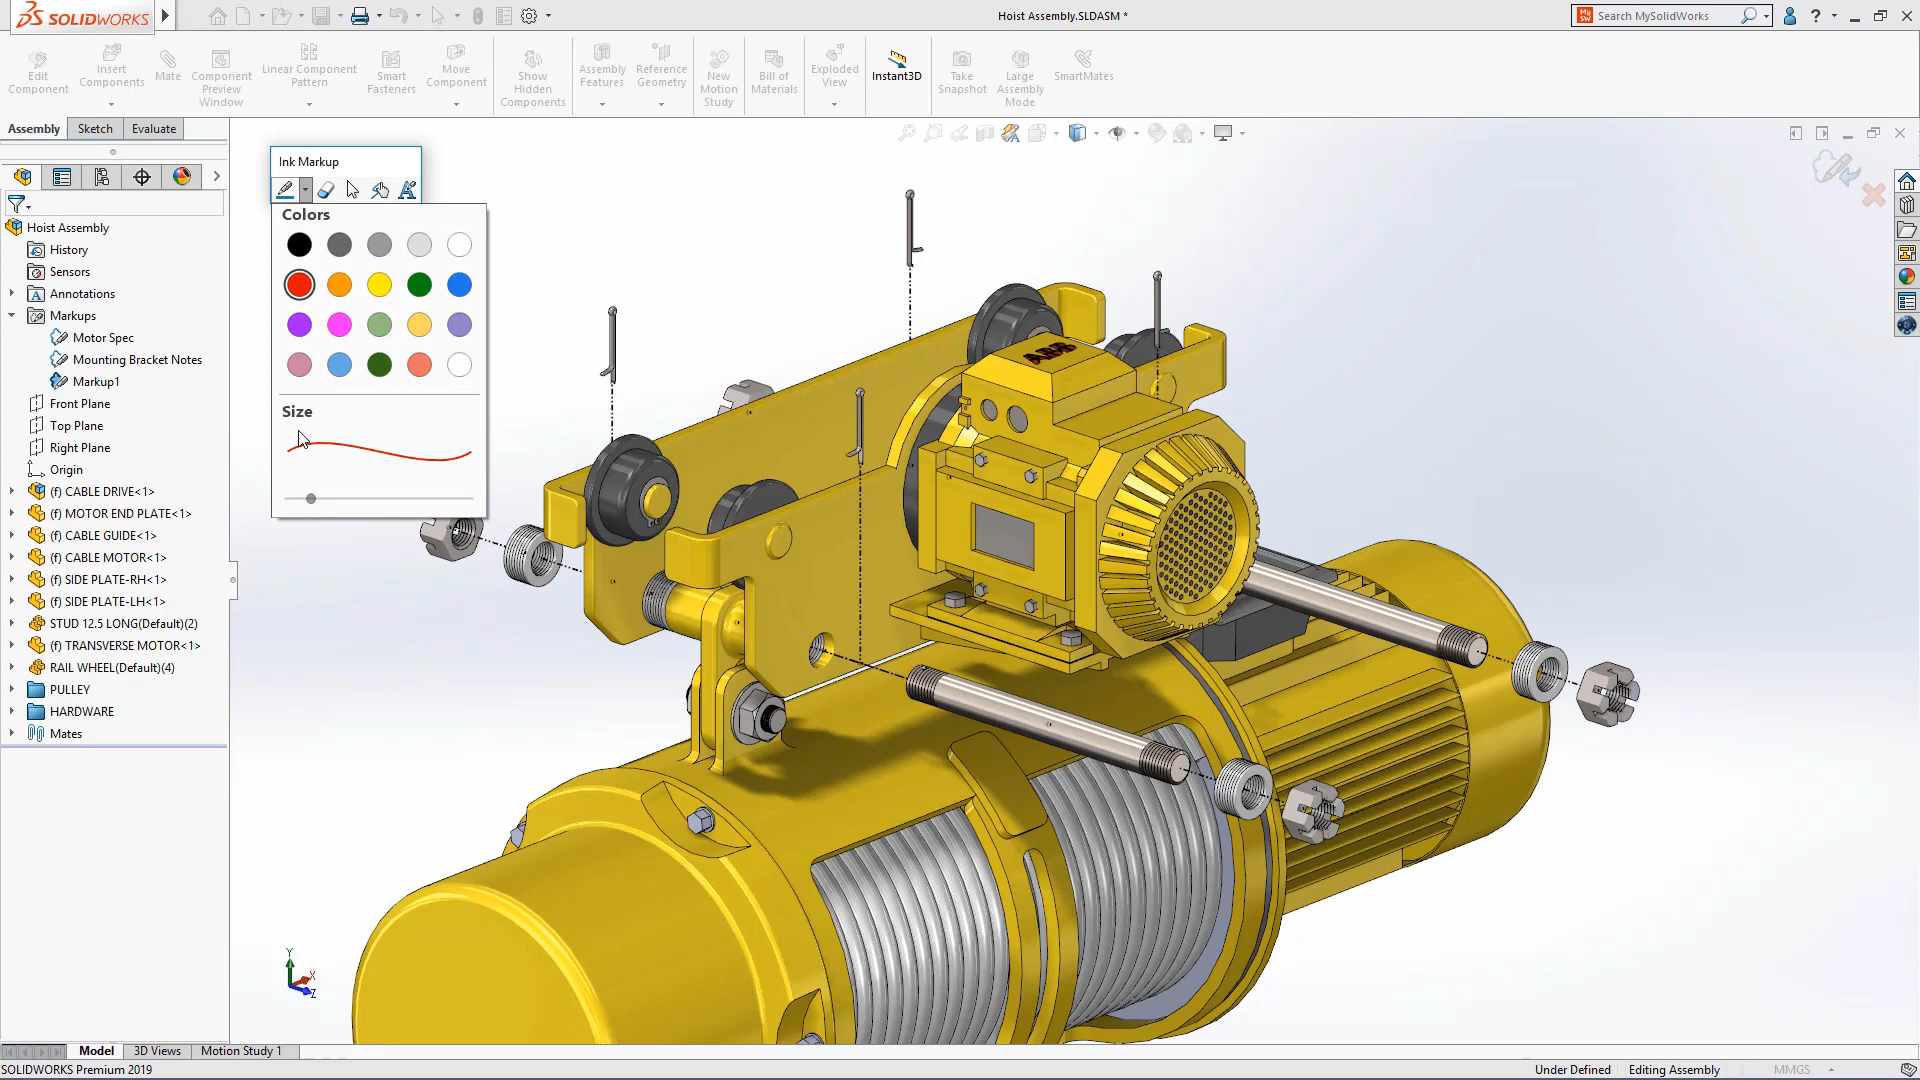 SOLIDWORKS
Hoist Assembly.SLDASM *
Search MySolidWorks
Edit Component
Insert Components
Mate
Component Preview Window
Linear Component Pattern
Smart Fasteners
Move Component
Show Hidden Components
Assembly Features
Reference Geometry
New Motion Study
Bill of Materials
Exploded View
Instant3D
Take Snapshot
Large Assembly Mode
SmartMates
Assembly
Sketch
Evaluate
Ink Markup
Colors
Size
Hoist Assembly
History
Sensors
Annotations
Markups
Motor Spec
Mounting Bracket Notes
Markup1
Front Plane
Top Plane
Right Plane
Origin
(f) CABLE DRIVE<1>
(f) MOTOR END PLATE<1>
(f) CABLE GUIDE<1>
(f) CABLE MOTOR<1>
(f) SIDE PLATE-RH<1>
(f) SIDE PLATE-LH<1>
STUD 12.5 LONG(Default)(2)
(f) TRANSVERSE MOTOR<1>
RAIL WHEEL(Default)(4)
PULLEY
HARDWARE
Mates
ABB
Y
X
Z
Model
3D Views
Motion Study 1
SOLIDWORKS Premium 2019
Under Defined
Editing Assembly
MMGS